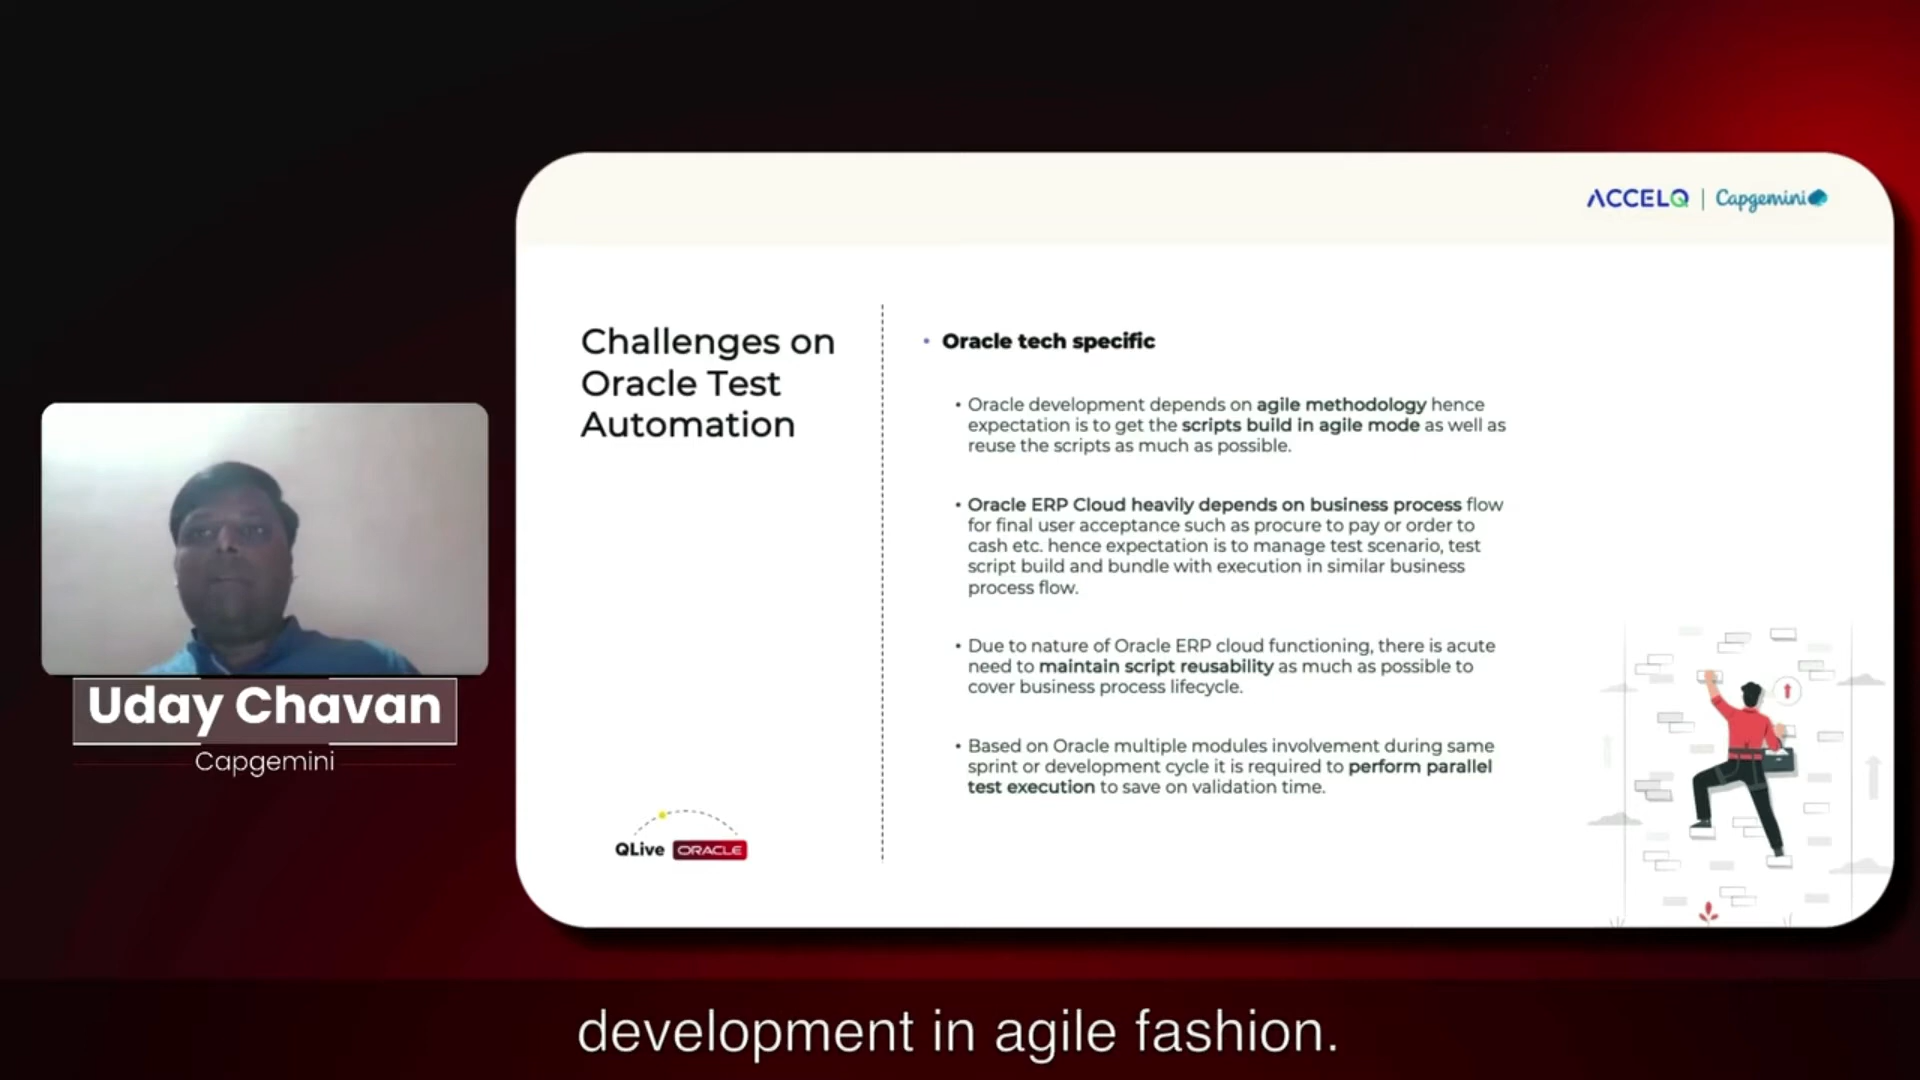 ACCELQ | Capgemini
Challenges on
Oracle Test
Automation
• Oracle tech specific
• Oracle development depends on agile methodology hence
expectation is to get the scripts build in agile mode as well as
reuse the scripts as much as possible.
• Oracle ERP Cloud heavily depends on business process flow
for final user acceptance such as procure to pay or order to
cash etc. hence expectation is to manage test scenario, test
script build and bundle with execution in similar business
process flow.
• Due to nature of Oracle ERP cloud functioning, there is acute
need to maintain script reusability as much as possible to
cover business process lifecycle.
• Based on Oracle multiple modules involvement during same
sprint or development cycle it is required to perform parallel
test execution to save on validation time.
QLive ORACLE
Uday Chavan
Capgemini
development in agile fashion.